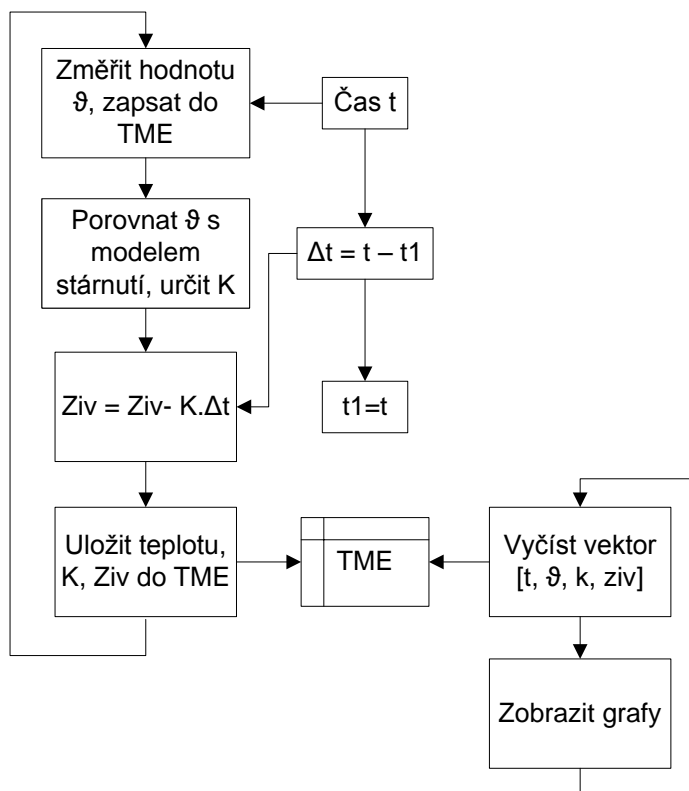 Změřit hodnotu
ϑ, zapsat do
TME
Čas t
Porovnat ϑ s
modelem
stárnutí, určit K
Δt = t – t1
Ziv = Ziv- K.Δt
t1=t
Uložit teplotu,
K, Ziv do TME
TME
Vyčíst vektor
[t, ϑ, k, ziv]
Zobrazit grafy